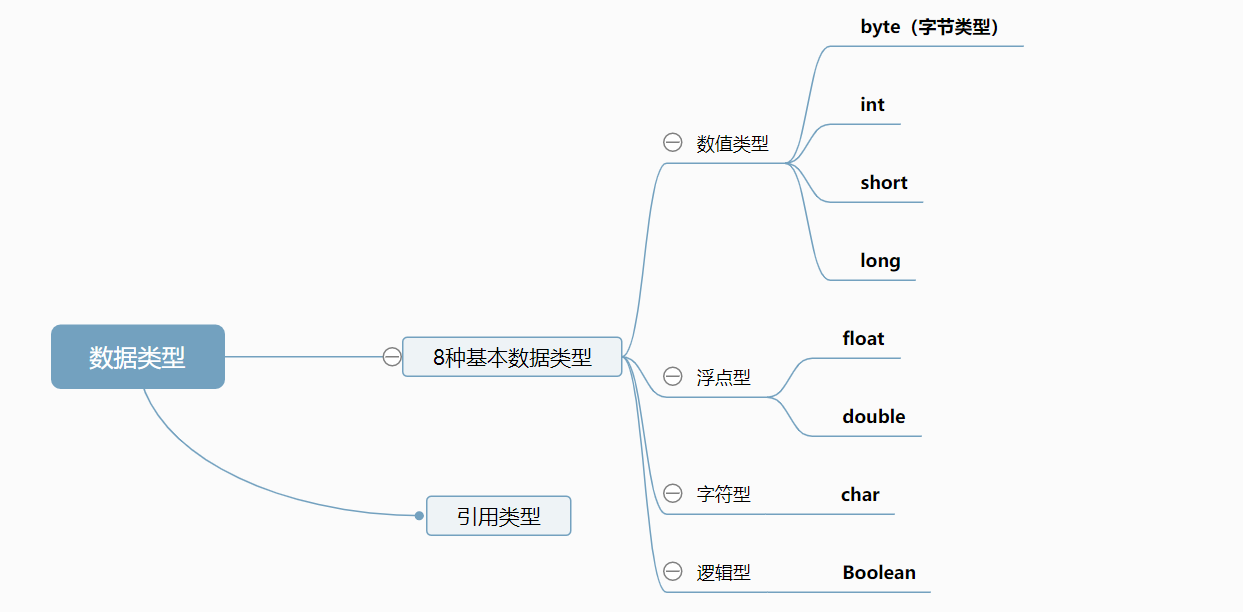 byte（字节类型）
int
数值类型
short
long
float
数据类型
8种基本数据类型
浮点型
double
字符型
char
引用类型
逻辑型
Boolean